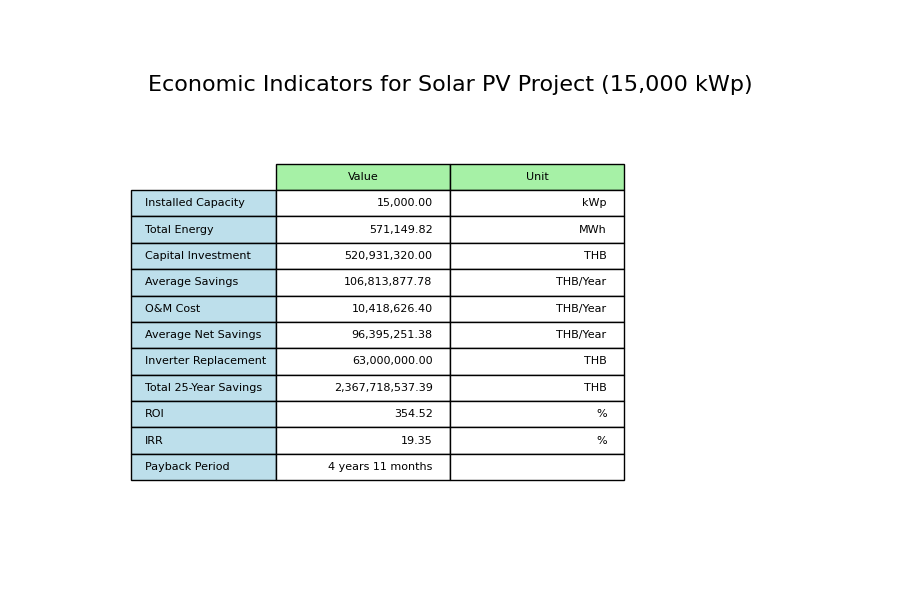 Economic Indicators for Solar PV Project (15,000 kWp)
Value Unit
Installed Capacity 15,000.00 kWp
Total Energy 571,149.82 MWh
Capital Investment 520,931,320.00 THB
Average Savings 106,813,877.78 THB/Year
O&M Cost 10,418,626.40 THB/Year
Average Net Savings 96,395,251.38 THB/Year
Inverter Replacement 63,000,000.00 THB
Total 25-Year Savings 2,367,718,537.39 THB
ROI 354.52 %
IRR 19.35 %
Payback Period 4 years 11 months